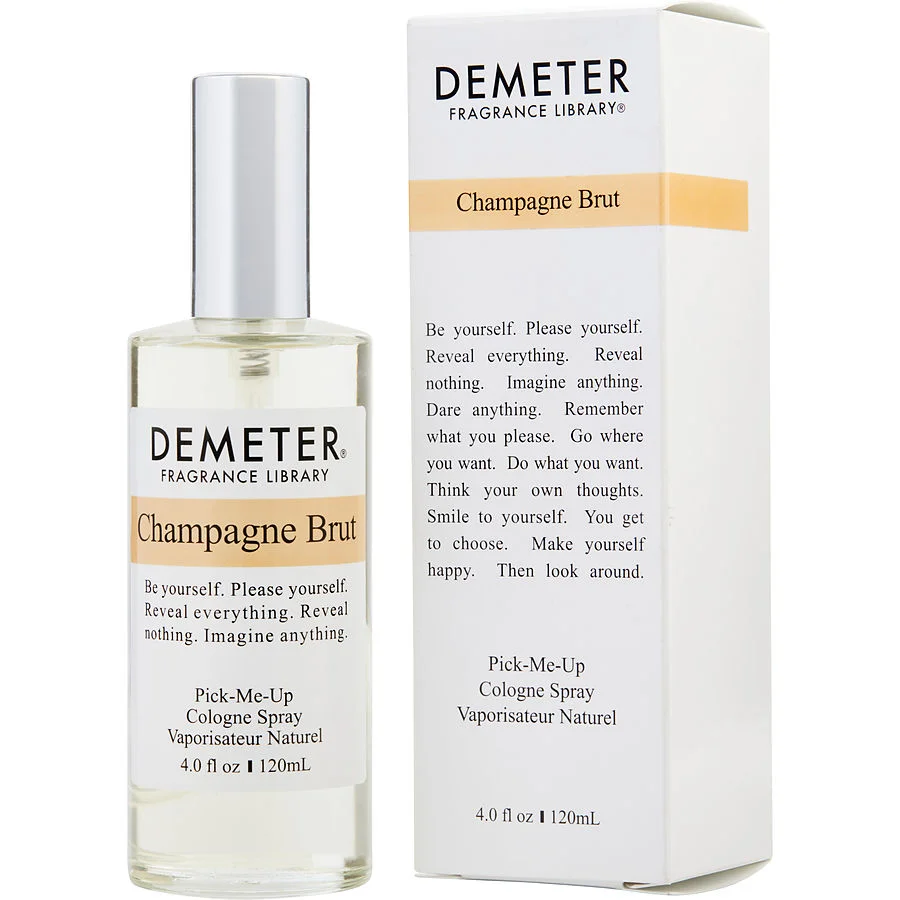 DEMETER
FRAGRANCE LIBRARY®
Champagne Brut
Be yourself. Please yourself.
Reveal everything. Reveal
nothing. Imagine anything.
Dare anything. Remember
what you please. Go where
you want. Do what you want.
Think your own thoughts.
Smile to yourself. You get
to choose. Make yourself
happy. Then look around.
Pick-Me-Up
Cologne Spray
Vaporisateur Naturel
4.0 fl oz ▮ 120mL
DEMETER®
FRAGRANCE LIBRARY
Champagne Brut
Be yourself. Please yourself.
Reveal everything. Reveal
nothing. Imagine anything.
Pick-Me-Up
Cologne Spray
Vaporisateur Naturel
4.0 fl oz ▮ 120mL